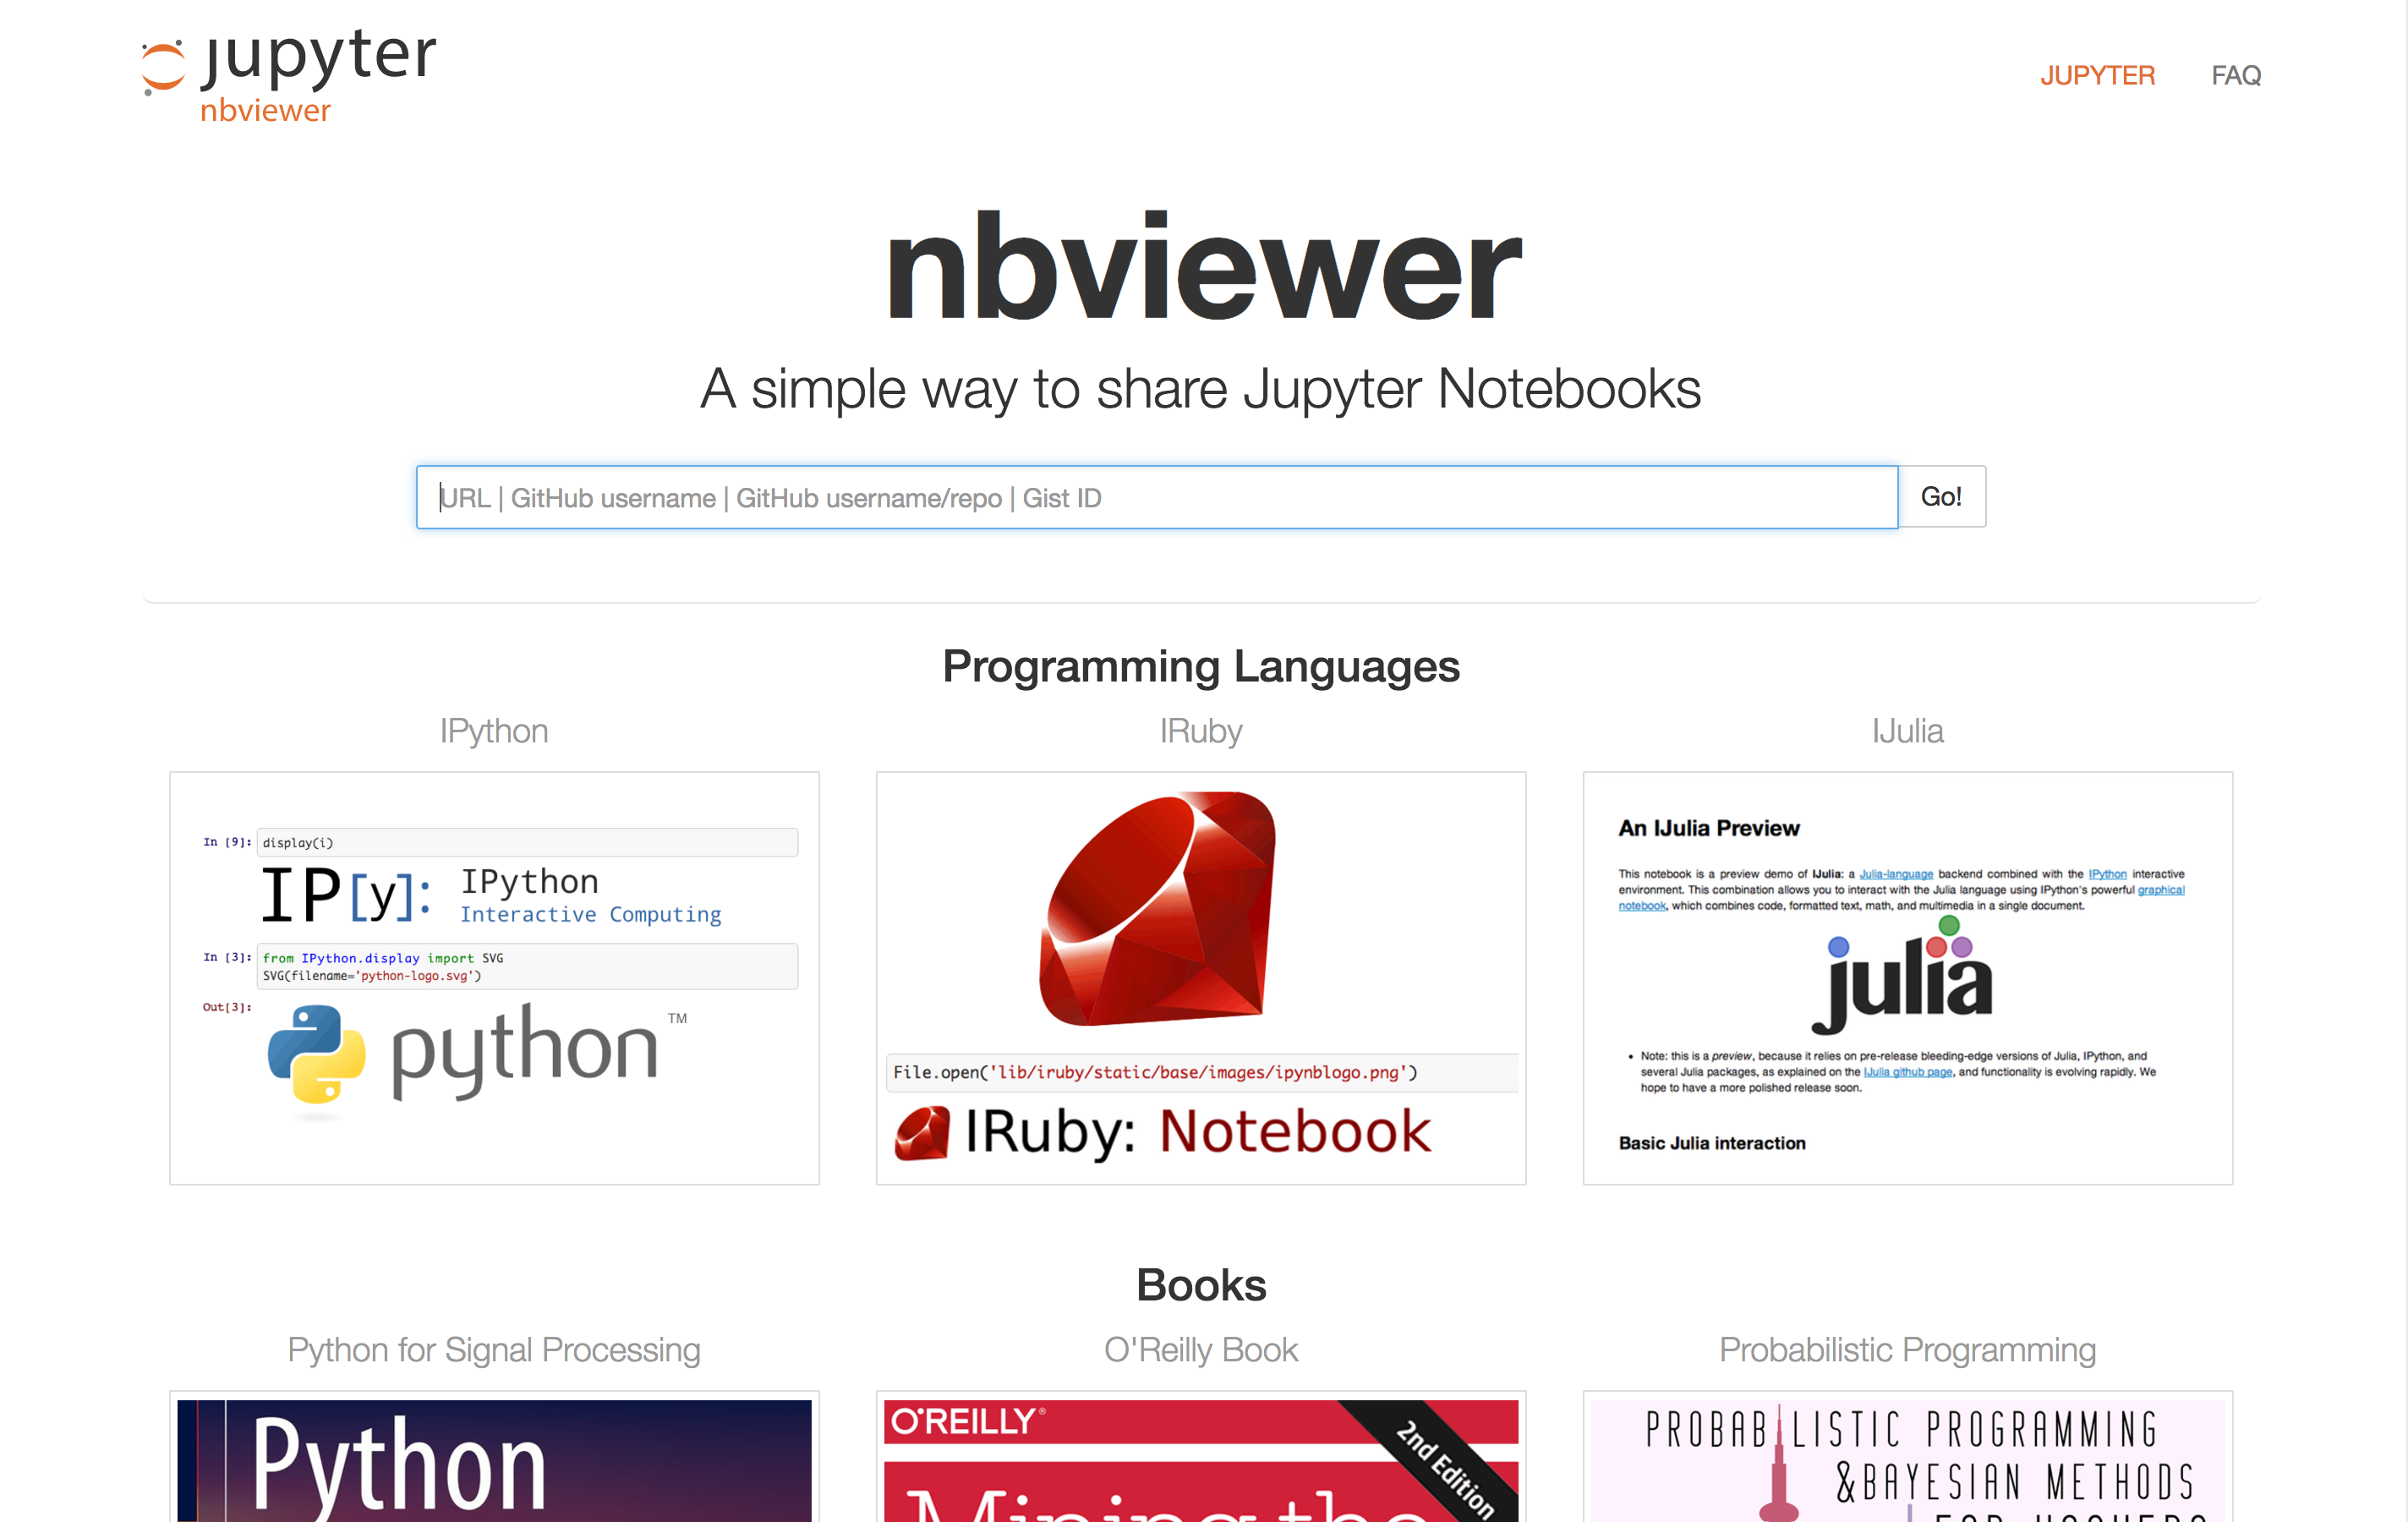 jupyter
nbviewer
JUPYTER
FAQ
nbviewer
A simple way to share Jupyter Notebooks
URL | GitHub username | GitHub username/repo | Gist ID
Go!
Programming Languages
IPython
IRuby
IJulia
In [9]: display(i)
IP[y]:
IPython
Interactive Computing
In [3]: from IPython.display import SVG
SVG(filename='python-logo.svg')
Out[3]:
python TM
File.open('lib/iruby/static/base/images/ipynblogo.png')
IRuby: Notebook
An IJulia Preview
This notebook is a preview demo of IJulia: a Julia-language backend combined with the IPython interactive
environment. This combination allows you to interact with the Julia language using IPython's powerful graphical
notebook, which combines code, formatted text, math, and multimedia in a single document.
julia
• Note: this is a preview, because it relies on pre-release bleeding-edge versions of Julia, IPython, and
several Julia packages, as explained on the IJulia github page, and functionality is evolving rapidly. We
hope to have a more polished release soon.
Basic Julia interaction
Books
Python for Signal Processing
O'Reilly Book
Probabilistic Programming
Python
O'REILLY®
2nd Edition
Mining the
PROBABILISTIC PROGRAMMING
&BAYESIAN METHODS
FOR HACKERS